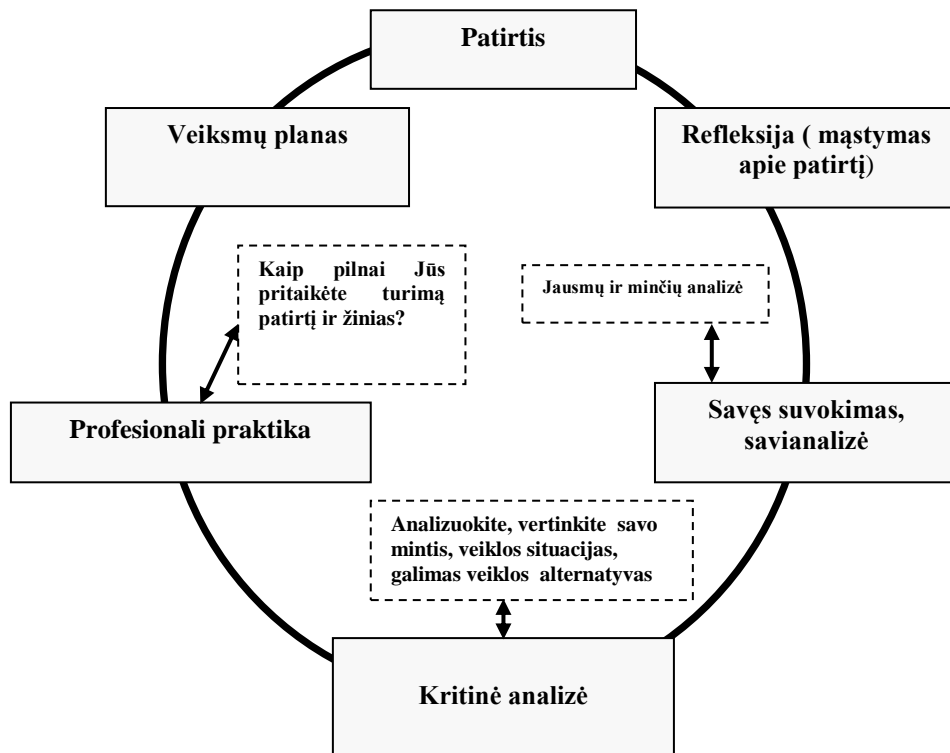 Patirtis
Veiksmų planas
Refleksija ( mąstymas
apie patirtį)
Kaip pilnai Jūs
pritaikėte turimą
patirtį ir žinias?
Jausmų ir minčių analizė
Profesionali praktika
Savęs suvokimas,
savianalizė
Analizuokite, vertinkite savo
mintis, veiklos situacijas,
galimas veiklos alternatyvas
Kritinė analizė